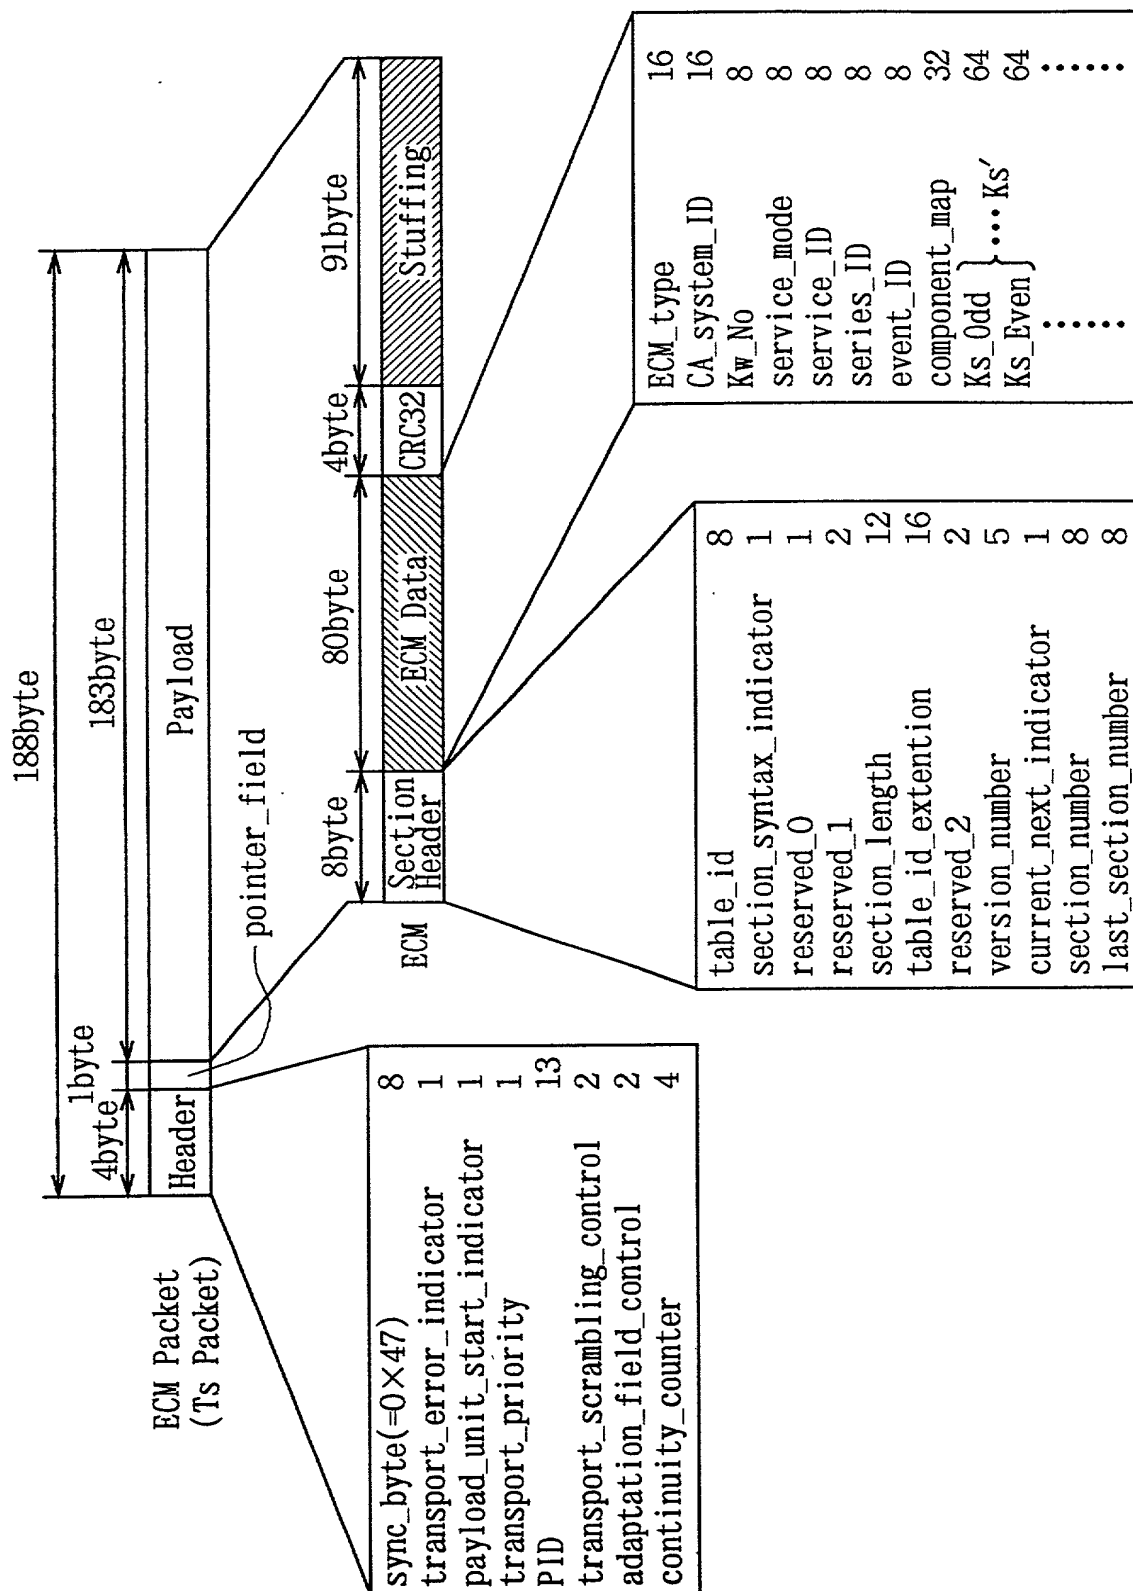 188byte
4byte 1byte 183byte
ECM Packet
(Ts Packet)
Header
Payload
pointer_field
8byte 80byte 4byte 91byte
ECM
Section
Header
ECM Data
CRC32
Stuffing
sync_byte(=0×47) 8
transport_error_indicator 1
payload_unit_start_indicator 1
transport_priority 1
PID 13
transport_scrambling_control 2
adaptation_field_control 2
continuity_counter 4
table_id 8
section_syntax_indicator 1
reserved_0 1
reserved_1 2
section_length 12
table_id_extention 16
reserved_2 2
version_number 5
current_next_indicator 1
section_number 8
last_section_number 8
ECM_type 16
CA_system_ID 16
Kw_No 8
service_mode 8
service_ID 8
series_ID 8
event_ID 8
component_map 32
Ks_Odd 64
Ks_Even 64
••• Ks′
•••••• ••••••